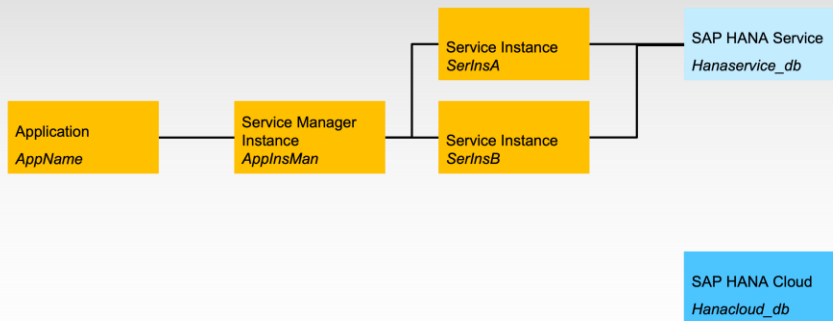 Application
AppName
Service Manager
Instance
AppInsMan
Service Instance
SerInsA
Service Instance
SerInsB
SAP HANA Service
Hanaservice_db
SAP HANA Cloud
Hanacloud_db